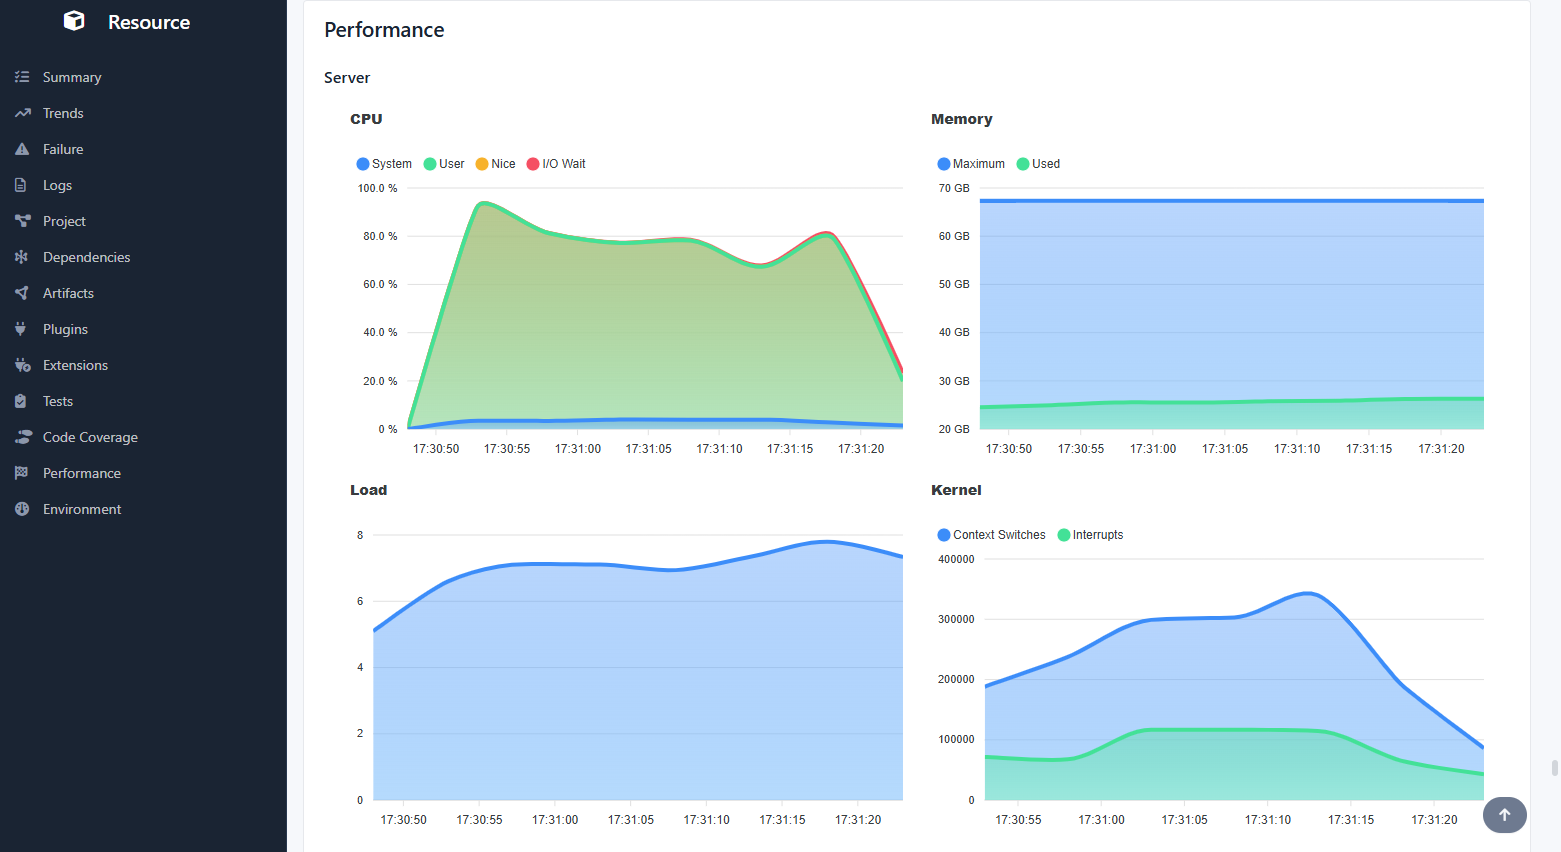 Resource
Summary
Trends
Failure
Logs
Project
Dependencies
Artifacts
Plugins
Extensions
Tests
Code Coverage
Performance
Environment
Performance
Server
CPU
System User Nice I/O Wait
100.0 %
80.0 %
60.0 %
40.0 %
20.0 %
0 %
17:30:50 17:30:55 17:31:00 17:31:05 17:31:10 17:31:15 17:31:20
Memory
Maximum Used
70 GB
60 GB
50 GB
40 GB
30 GB
20 GB
17:30:50 17:30:55 17:31:00 17:31:05 17:31:10 17:31:15 17:31:20
Load
8
6
4
2
0
17:30:50 17:30:55 17:31:00 17:31:05 17:31:10 17:31:15 17:31:20
Kernel
Context Switches Interrupts
400000
300000
200000
100000
0
17:30:55 17:31:00 17:31:05 17:31:10 17:31:15 17:31:20